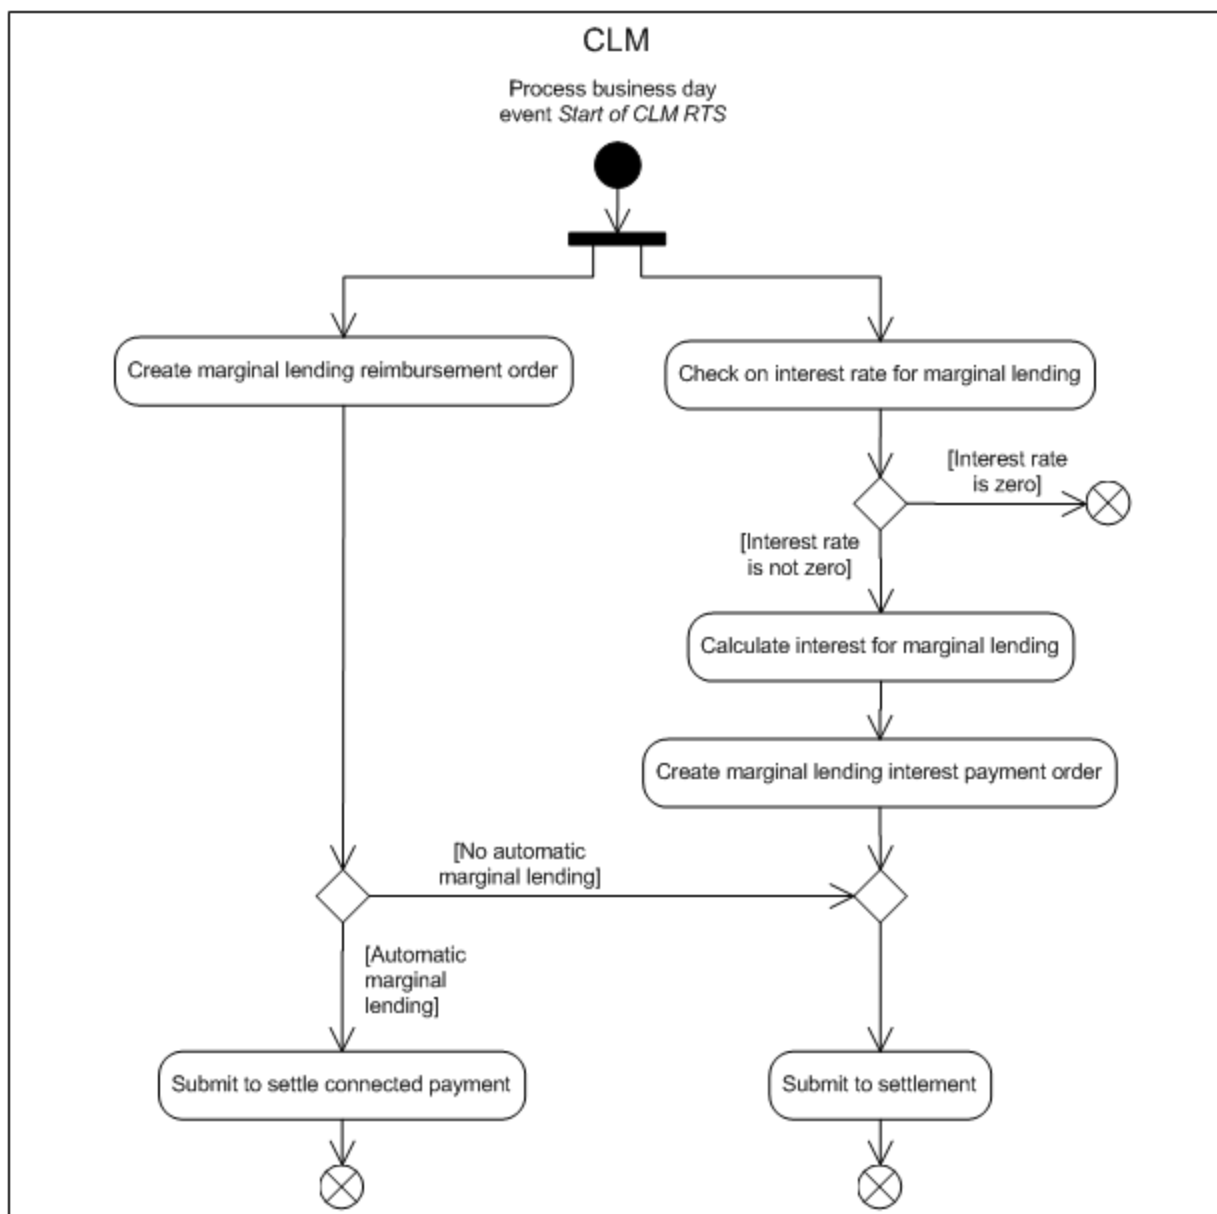 CLM
Process business day
event Start of CLM RTS
Create marginal lending reimbursement order
Check on interest rate for marginal lending
[Interest rate
is zero]
[Interest rate
is not zero]
Calculate interest for marginal lending
Create marginal lending interest payment order
[No automatic
marginal lending]
[Automatic
marginal
lending]
Submit to settle connected payment
Submit to settlement